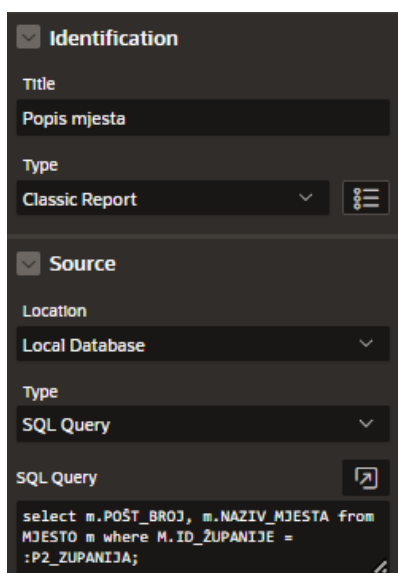 Identification
Title
Popis mjesta
Type
Classic Report
Source
Location
Local Database
Type
SQL Query
SQL Query
select m.POŠT_BROJ, m.NAZIV_MJESTA from
MJESTO m where M.ID_ŽUPANIJE =
:P2_ZUPANIJA;